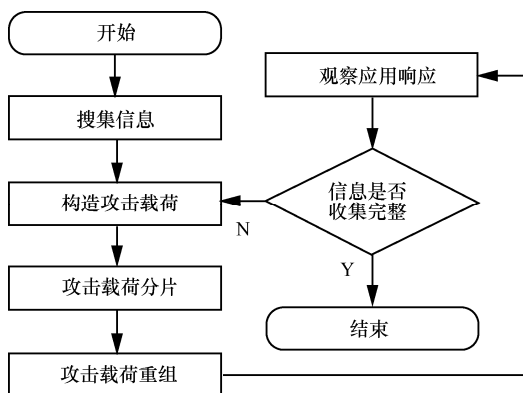 开始
搜集信息
构造攻击载荷
攻击载荷分片
攻击载荷重组
观察应用响应
信息是否
收集完整
N
Y
结束